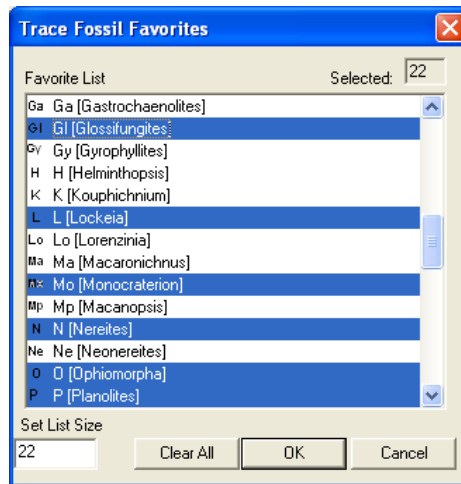 Trace Fossil Favorites
Favorite List Selected: 22
Ga Ga [Gastrochaenolites]
Gl Gl [Glossifungites
Gy Gy [Gyrophyllites]
H H [Helminthopsis]
K K [Kouphichnium]
L L [Lockeia]
Lo Lo [Lorenzinia]
Ma Ma [Macaronichnus]
Mo [Monocraterion]
Mp Mp [Macanopsis]
N N [Nereites]
Ne Ne [Neonereites]
O O [Ophiomorpha]
P P [Planolites]
Set List Size
22 Clear All OK Cancel